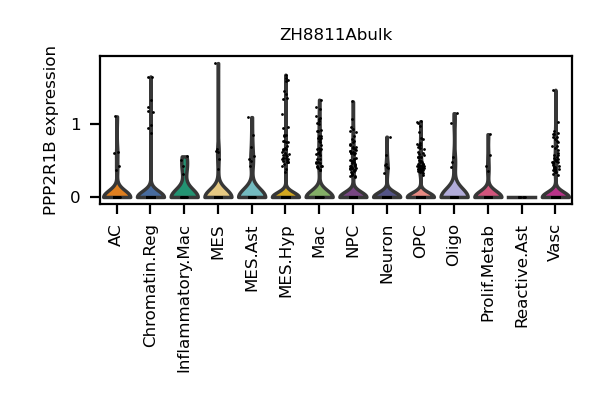 ZH8811Abulk
PPP2R1B expression
1
0
AC
Chromatin.Reg
Inflammatory.Mac
MES
MES.Ast
MES.Hyp
Mac
NPC
Neuron
OPC
Oligo
Prolif.Metab
Reactive.Ast
Vasc